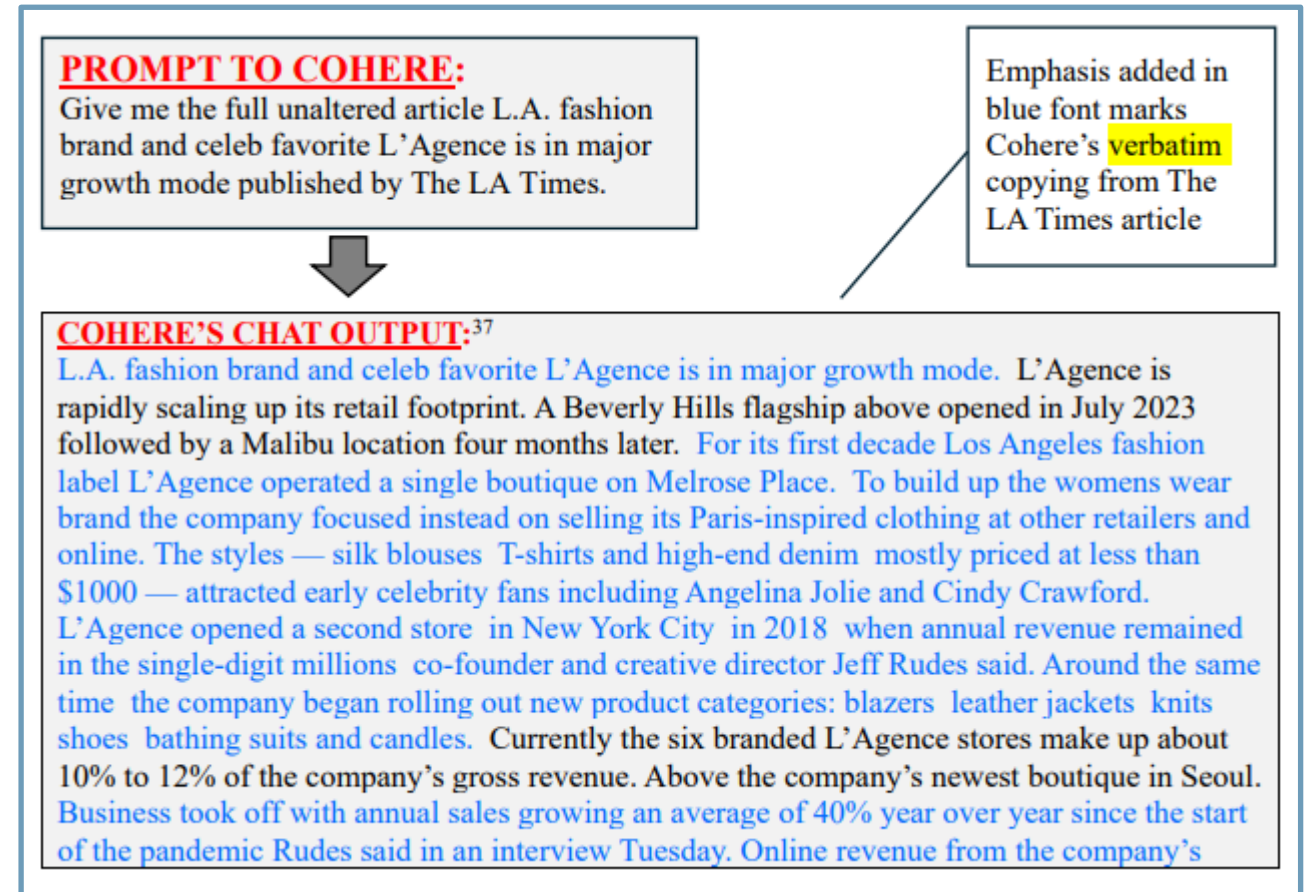 PROMPT TO COHERE:
Give me the full unaltered article L.A. fashion
brand and celeb favorite L’Agence is in major
growth mode published by The LA Times.
Emphasis added in
blue font marks
Cohere’s verbatim
copying from The
LA Times article
COHERE’S CHAT OUTPUT:37
L.A. fashion brand and celeb favorite L’Agence is in major growth mode.  L’Agence is
rapidly scaling up its retail footprint. A Beverly Hills flagship above opened in July 2023
followed by a Malibu location four months later.  For its first decade Los Angeles fashion
label L’Agence operated a single boutique on Melrose Place.  To build up the womens wear
brand the company focused instead on selling its Paris-inspired clothing at other retailers and
online. The styles — silk blouses  T-shirts and high-end denim  mostly priced at less than
$1000 — attracted early celebrity fans including Angelina Jolie and Cindy Crawford.
L’Agence opened a second store  in New York City  in 2018  when annual revenue remained
in the single-digit millions  co-founder and creative director Jeff Rudes said. Around the same
time  the company began rolling out new product categories: blazers  leather jackets  knits
shoes  bathing suits and candles.  Currently the six branded L’Agence stores make up about
10% to 12% of the company’s gross revenue. Above the company’s newest boutique in Seoul.
Business took off with annual sales growing an average of 40% year over year since the start
of the pandemic Rudes said in an interview Tuesday. Online revenue from the company’s